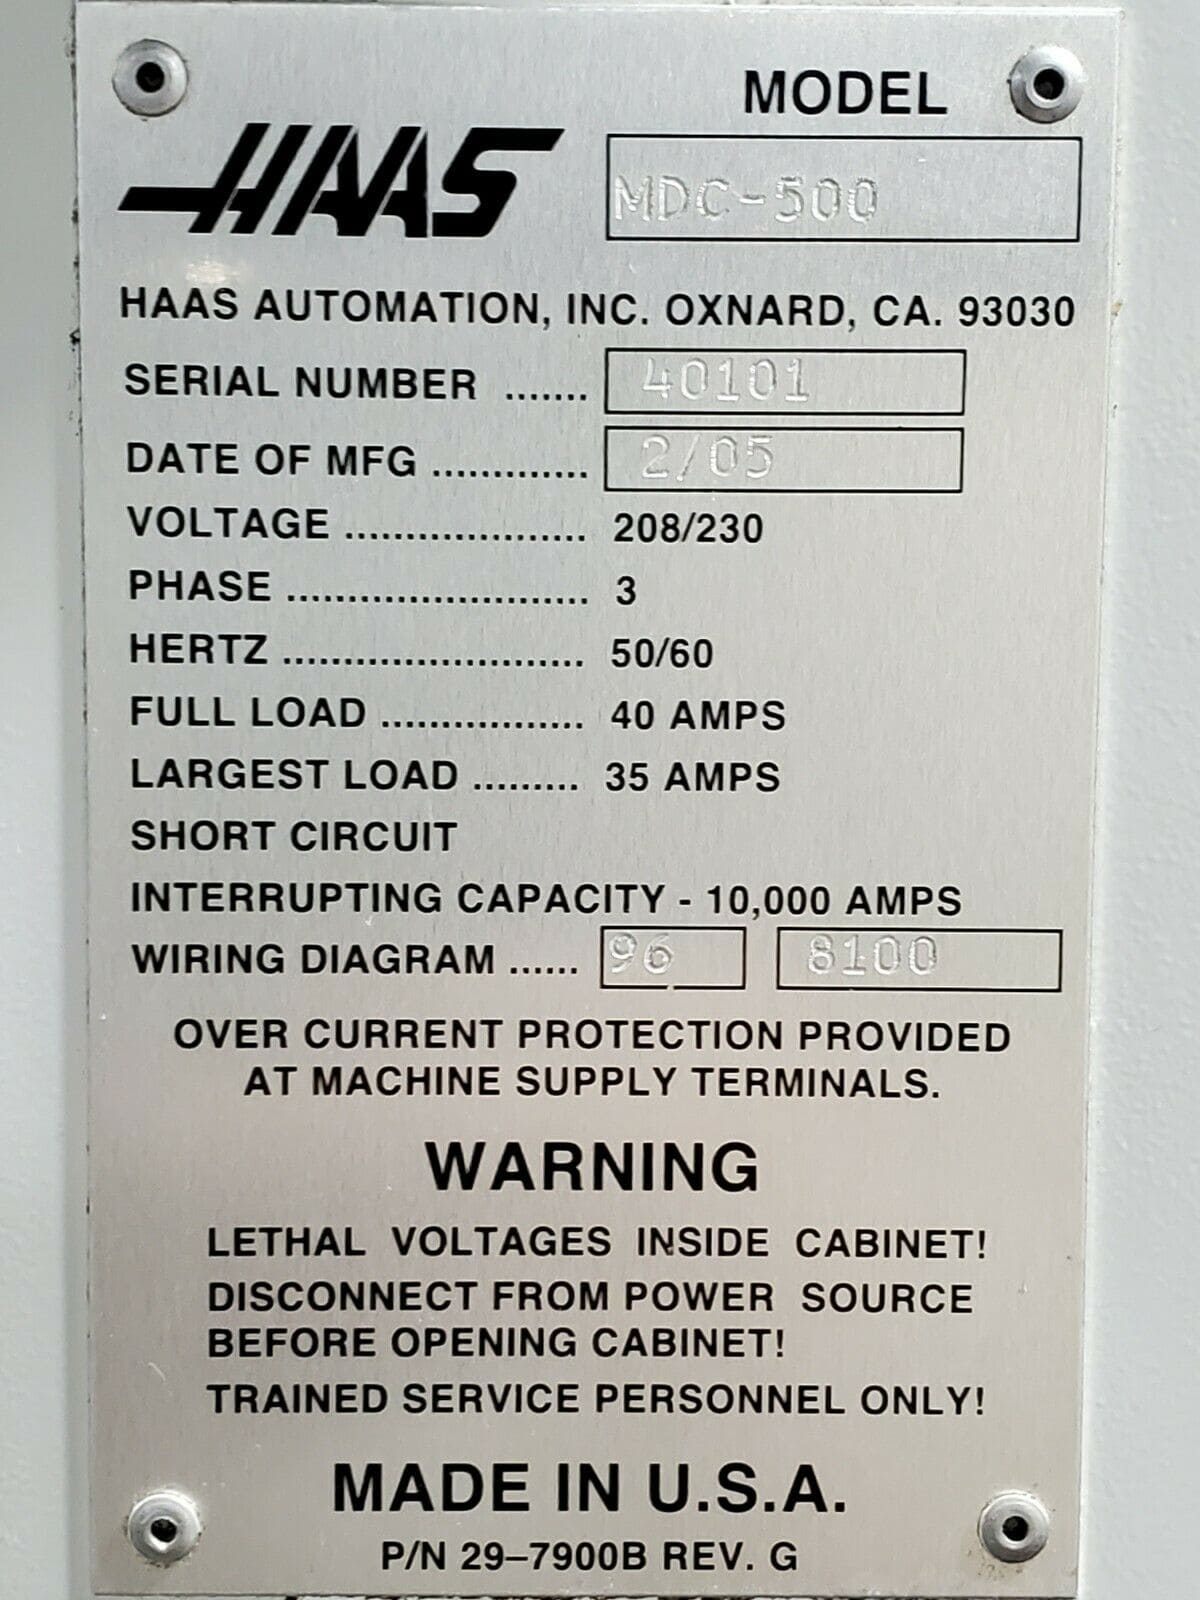 MODEL
HAAS MDC-500
HAAS AUTOMATION, INC. OXNARD, CA. 93030
SERIAL NUMBER ....... 40101
DATE OF MFG ............. 2/05
VOLTAGE .................... 208/230
PHASE ......................... 3
HERTZ ......................... 50/60
FULL LOAD ................. 40 AMPS
LARGEST LOAD ......... 35 AMPS
SHORT CIRCUIT
INTERRUPTING CAPACITY - 10,000 AMPS
WIRING DIAGRAM ...... 96 8100
OVER CURRENT PROTECTION PROVIDED
AT MACHINE SUPPLY TERMINALS.
WARNING
LETHAL VOLTAGES INSIDE CABINET!
DISCONNECT FROM POWER SOURCE
BEFORE OPENING CABINET!
TRAINED SERVICE PERSONNEL ONLY!
MADE IN U.S.A.
P/N 29–7900B REV. G